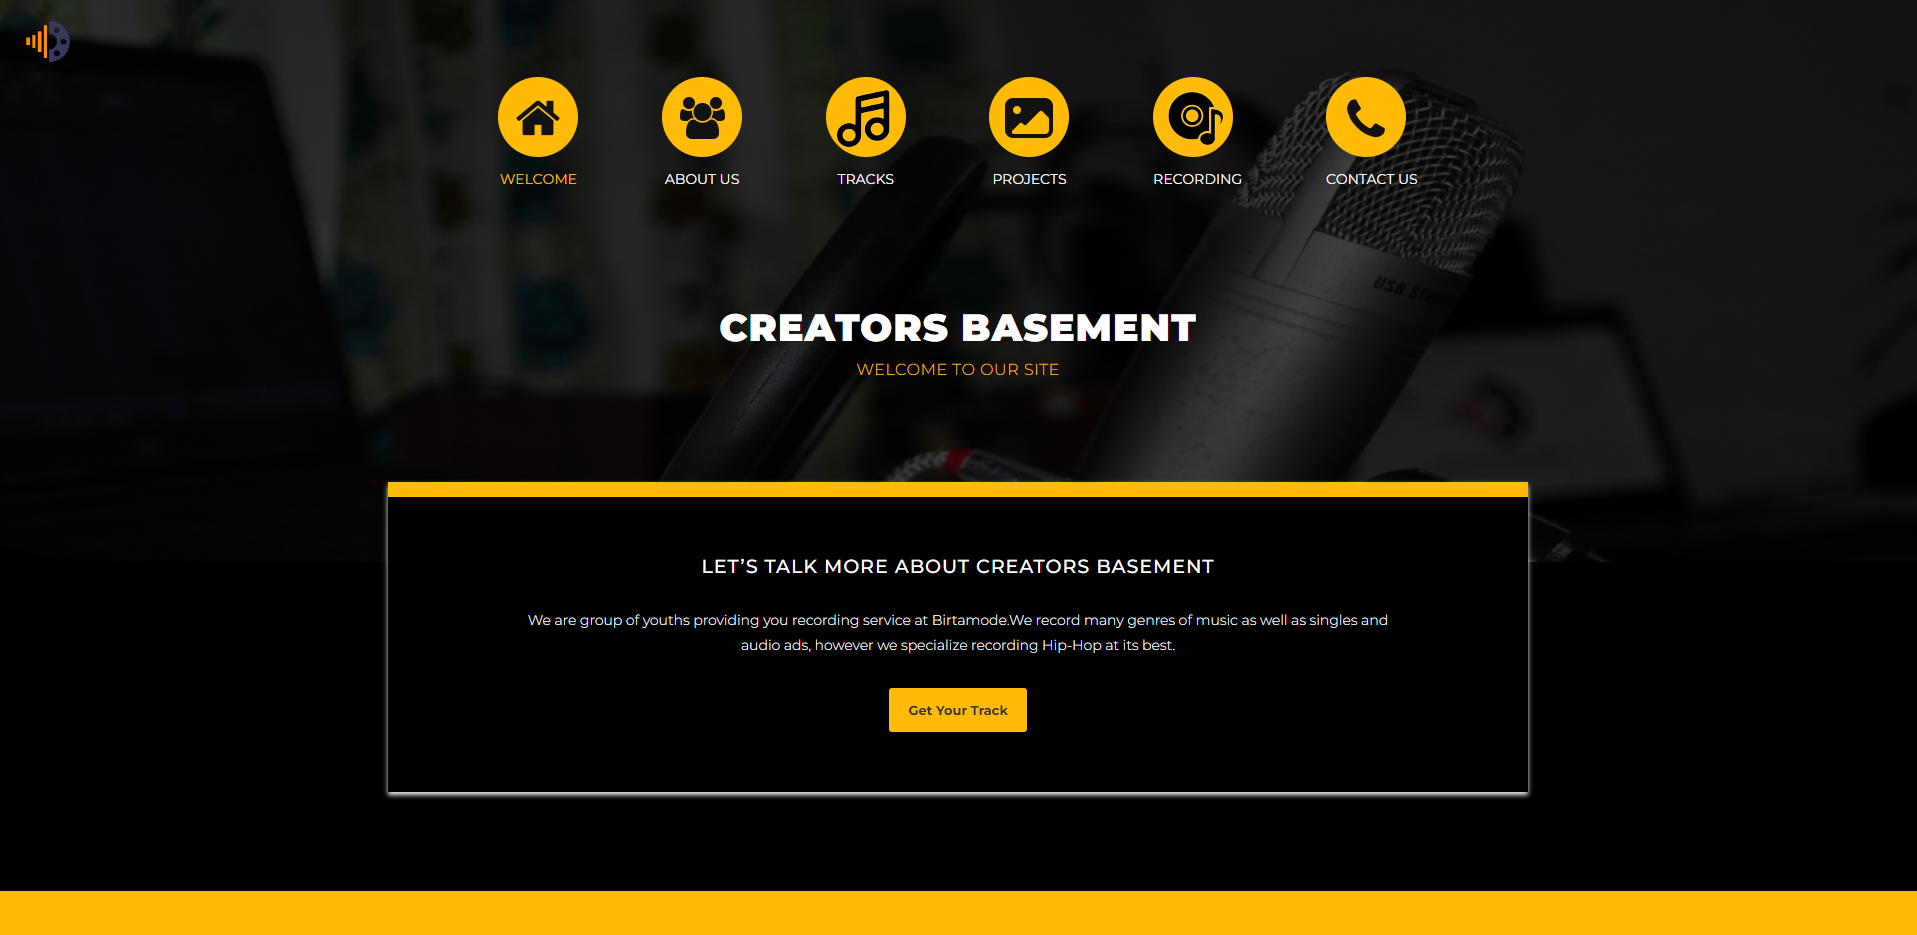 WELCOME
ABOUT US
TRACKS
PROJECTS
RECORDING
CONTACT US
USB
CREATORS BASEMENT
WELCOME TO OUR SITE
LET’S TALK MORE ABOUT CREATORS BASEMENT
We are group of youths providing you recording service at Birtamode.We record many genres of music as well as singles and
audio ads, however we specialize recording Hip-Hop at its best.
Get Your Track